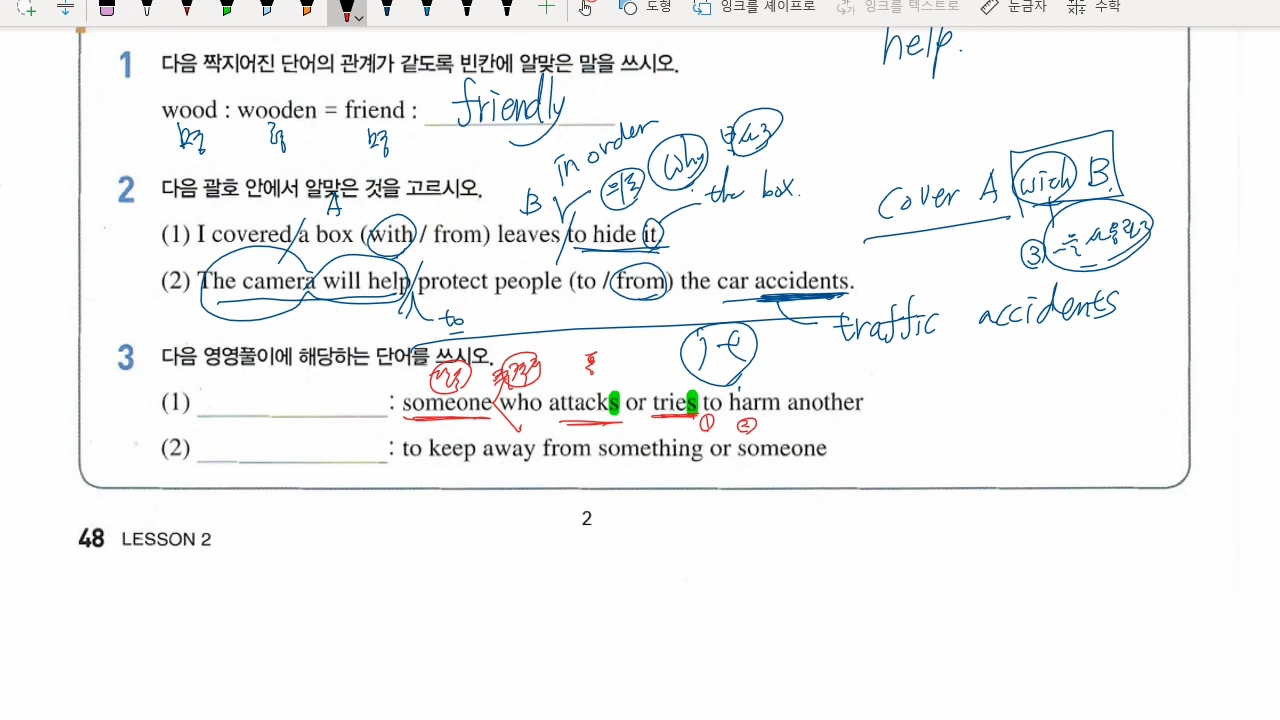 도형 잉크를 셰이프로 잉크를 텍스트로 눈금자 수학
help.
1 다음 짝지어진 단어의 관계가 같도록 빈칸에 알맞은 말을 쓰시오.
wood : wooden = friend : friendly
명 형 명
in order why
2 다음 괄호 안에서 알맞은 것을 고르시오.
A B the box.
cover A with B.
(1) I covered a box (with / from) leaves to hide it
③
(2) The camera will help protect people (to / from) the car accidents.
to
traffic accidents
3 다음 영영풀이에 해당하는 단어를 쓰시오.
(1) : someone who attacks or tries to harm another
① ②
(2) : to keep away from something or someone
2
48 LESSON 2